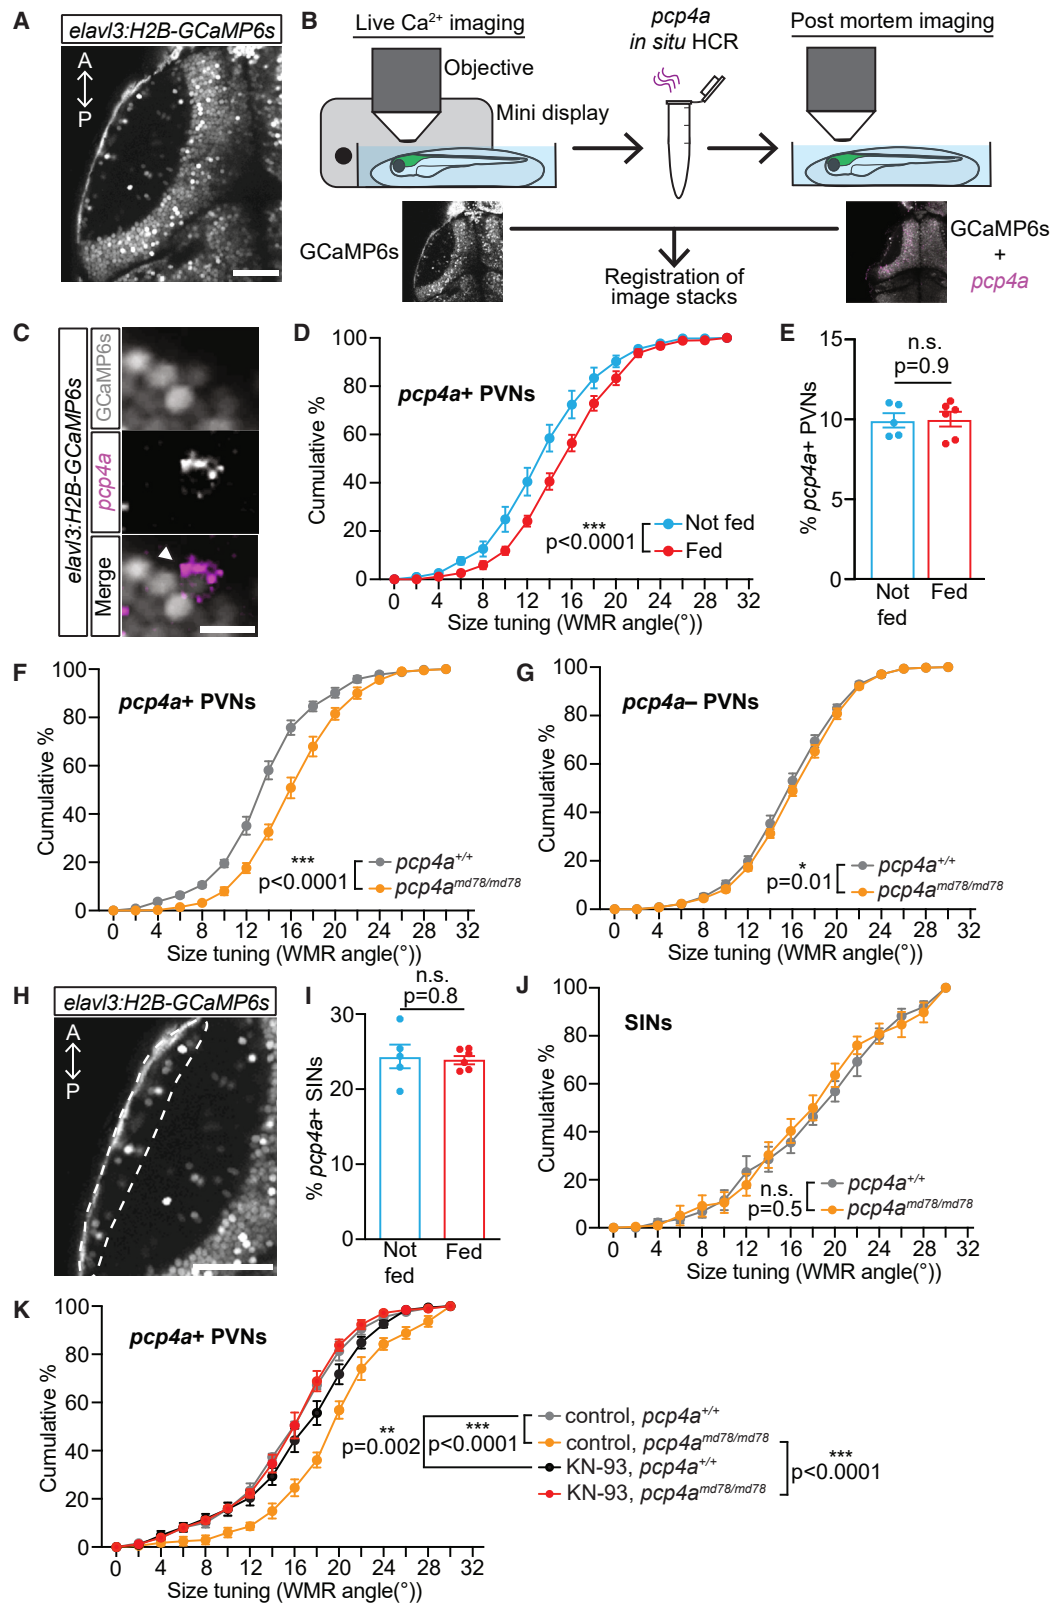 A
elavl3:H2B-GCaMP6s
A
P
B
Live Ca2+ imaging
pcp4a
in situ HCR
Post mortem imaging
Objective
Mini display
GCaMP6s
Registration of
image stacks
GCaMP6s
+
pcp4a
C
elavl3:H2B-GCaMP6s
GCaMP6s
pcp4a
Merge
D
pcp4a+ PVNs
Cumulative %
100
80
60
40
20
0
0 4 8 12 16 20 24 28 32
Size tuning (WMR angle(°))
***
p<0.0001
Not fed
Fed
E
n.s.
p=0.9
% pcp4a+ PVNs
15
10
5
0
Not
fed
Fed
F
pcp4a+ PVNs
Cumulative %
100
80
60
40
20
0
0 4 8 12 16 20 24 28 32
Size tuning (WMR angle(°))
***
p<0.0001
pcp4a+/+
pcp4amd78/md78
G
pcp4a– PVNs
Cumulative %
100
80
60
40
20
0
0 4 8 12 16 20 24 28 32
Size tuning (WMR angle(°))
*
p=0.01
pcp4a+/+
pcp4amd78/md78
H
elavl3:H2B-GCaMP6s
A
P
I
n.s.
p=0.8
% pcp4a+ SINs
30
20
10
0
Not
fed
Fed
J
SINs
Cumulative %
100
80
60
40
20
0
0 4 8 12 16 20 24 28 32
Size tuning (WMR angle(°))
n.s.
p=0.5
pcp4a+/+
pcp4amd78/md78
K
pcp4a+ PVNs
Cumulative %
100
80
60
40
20
0
0 4 8 12 16 20 24 28 32
Size tuning (WMR angle(°))
**
p=0.002
***
p<0.0001
control, pcp4a+/+
control, pcp4amd78/md78
KN-93, pcp4a+/+
KN-93, pcp4amd78/md78
***
p<0.0001